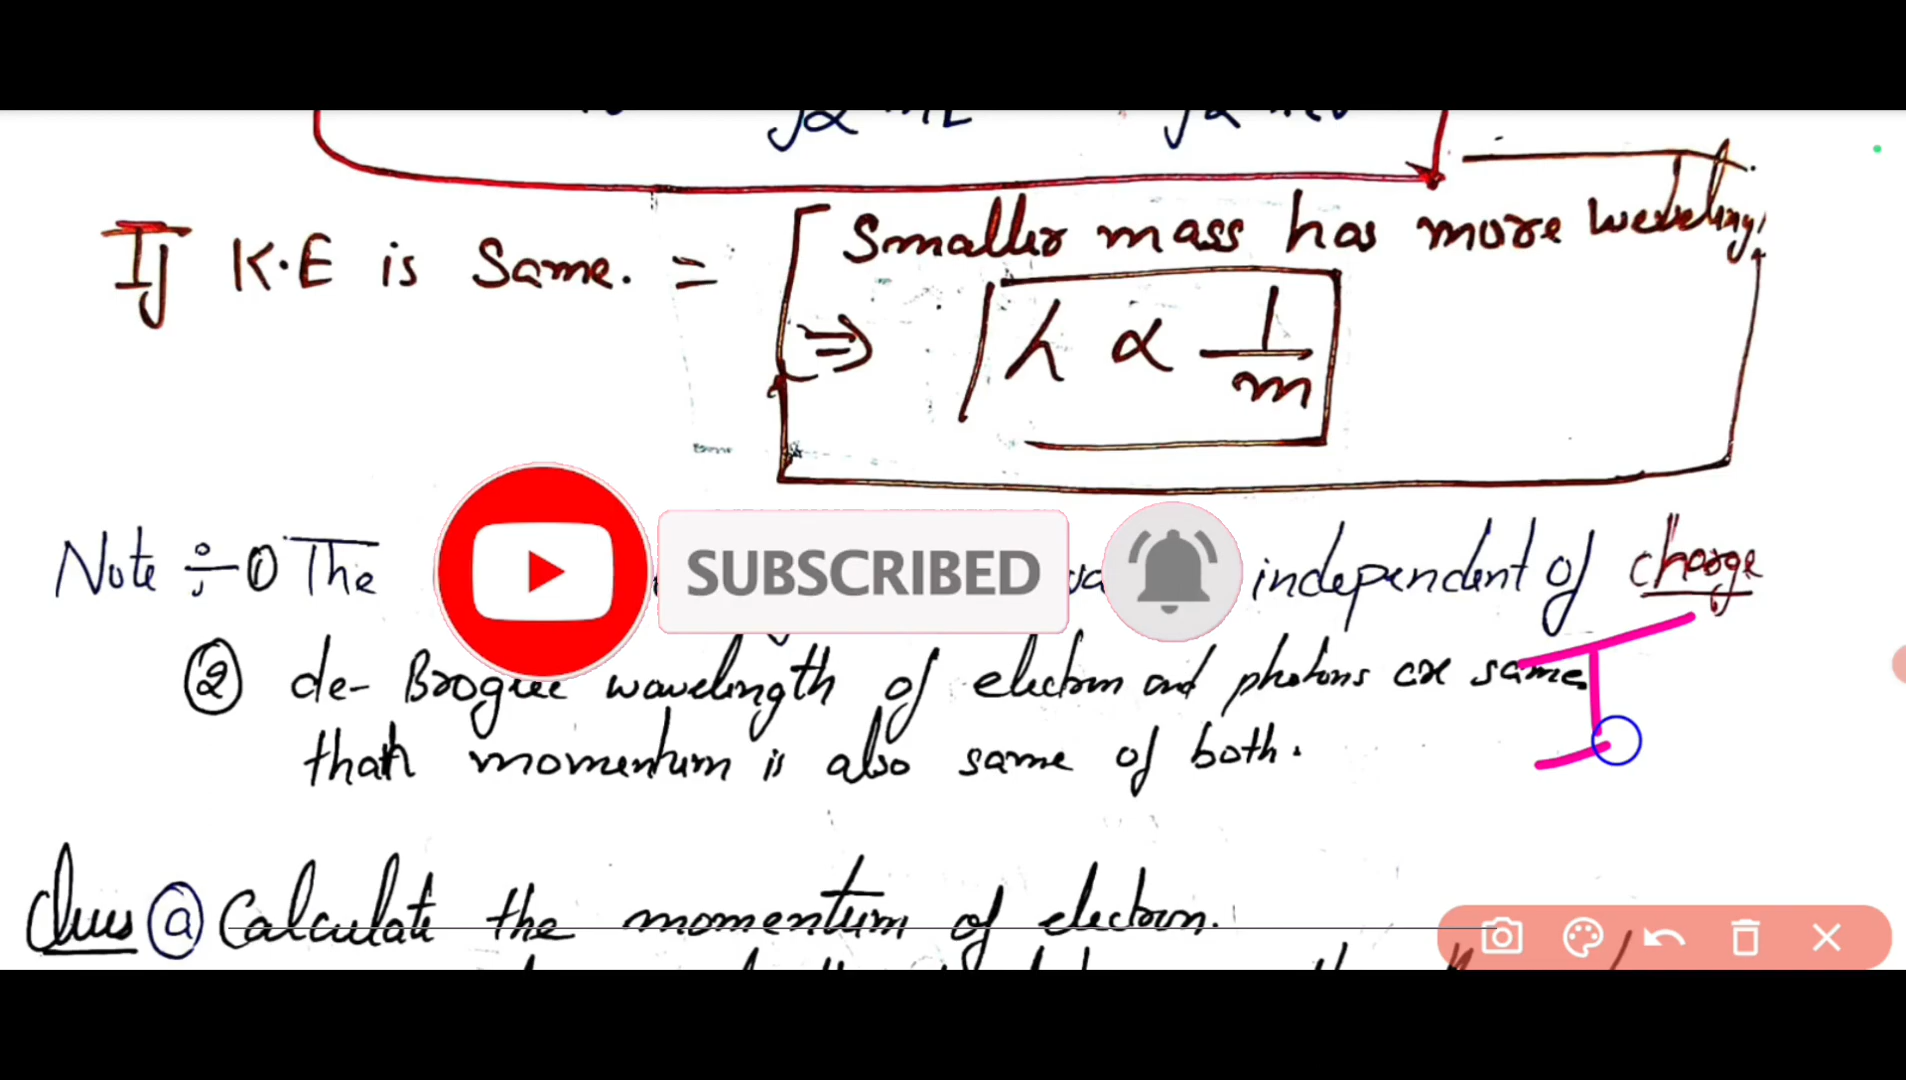 If K.E is Same. = Smaller mass has more
⇒ λ ∝ 1/m
Note ÷ ① The
SUBSCRIBED
independent of charge
② de-Broglie wavelength of electron and photons are same
than momentum is also same of both.
Ques ⓐ Calculate the momentum of electron.